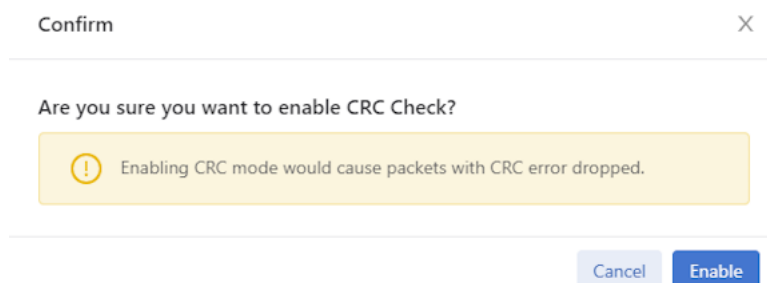 Confirm
Are you sure you want to enable CRC Check?
Enabling CRC mode would cause packets with CRC error dropped.
Cancel Enable